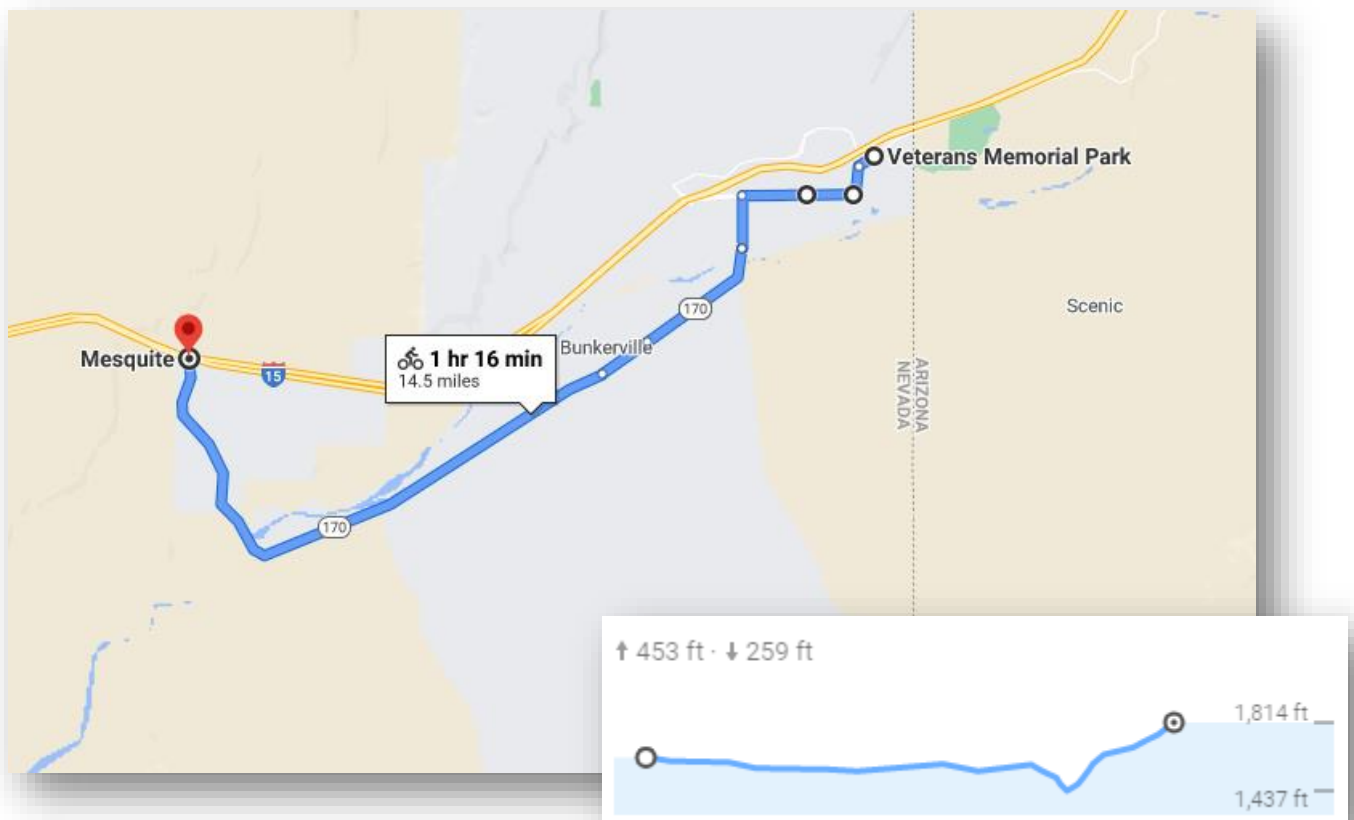 Veterans Memorial Park
170
Scenic
Bunkerville
1 hr 16 min
14.5 miles
Mesquite
15
ARIZONA
NEVADA
170
↑ 453 ft · ↓ 259 ft
1,814 ft
1,437 ft